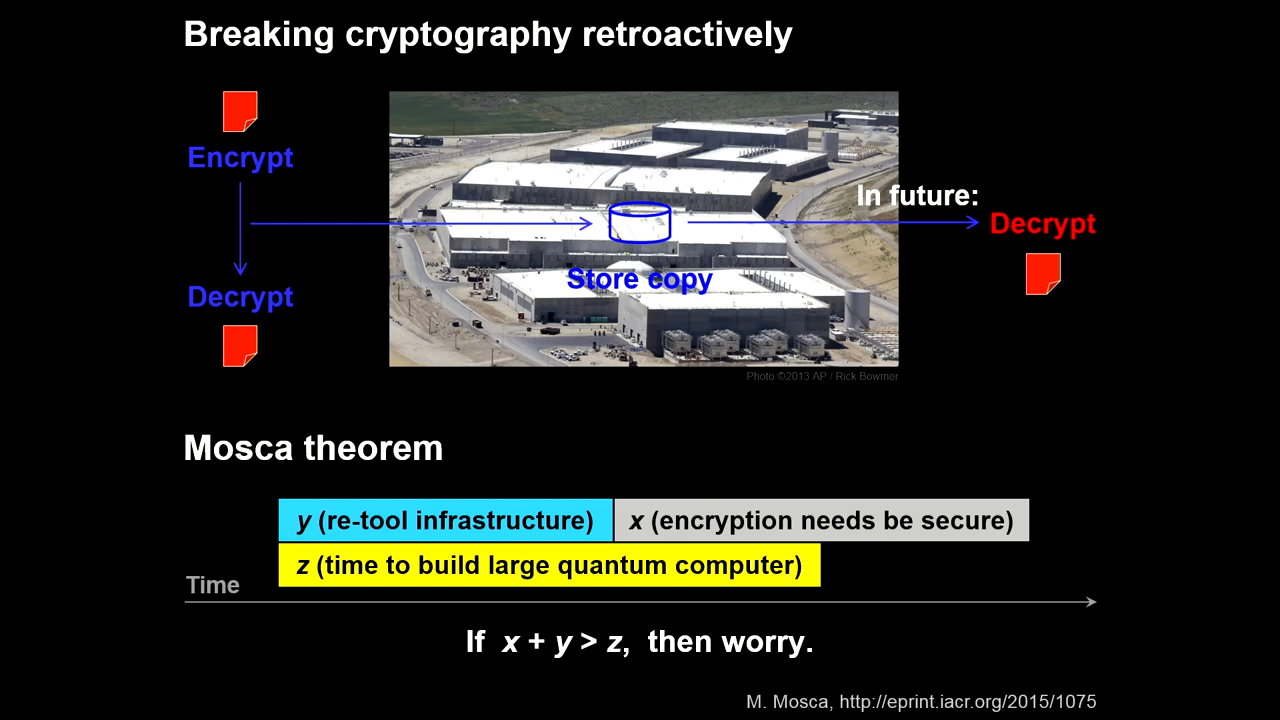 Breaking cryptography retroactively
Encrypt
In future:
Decrypt
Store copy
Decrypt
Photo ©2013 AP / Rick Bowmer
Mosca theorem
y (re-tool infrastructure) x (encryption needs be secure)
z (time to build large quantum computer)
Time
If x + y > z, then worry.
M. Mosca, http://eprint.iacr.org/2015/1075